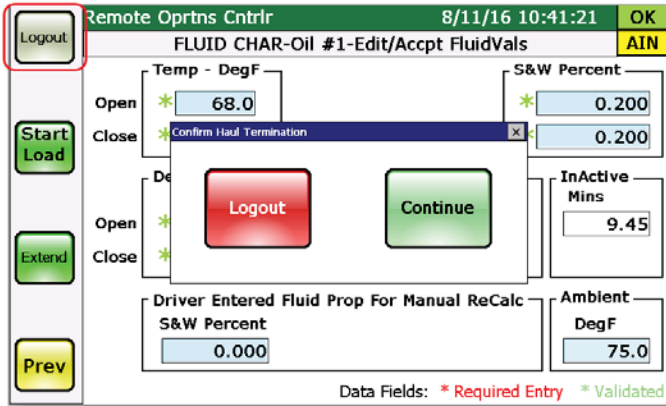 Logout
Remote Oprtns Cntrlr 8/11/16 10:41:21 OK
FLUID CHAR-Oil #1-Edit/Accpt FluidVals AIN
Temp - DegF S&W Percent
Open * 68.0 * 0.200
Start Load
Close * 0.200
Confirm Haul Termination x
Logout Continue
InActive
Mins
Open * 9.45
Extend
Close *
Driver Entered Fluid Prop For Manual ReCalc Ambient
S&W Percent DegF
0.000 75.0
Prev
Data Fields: * Required Entry * Validated